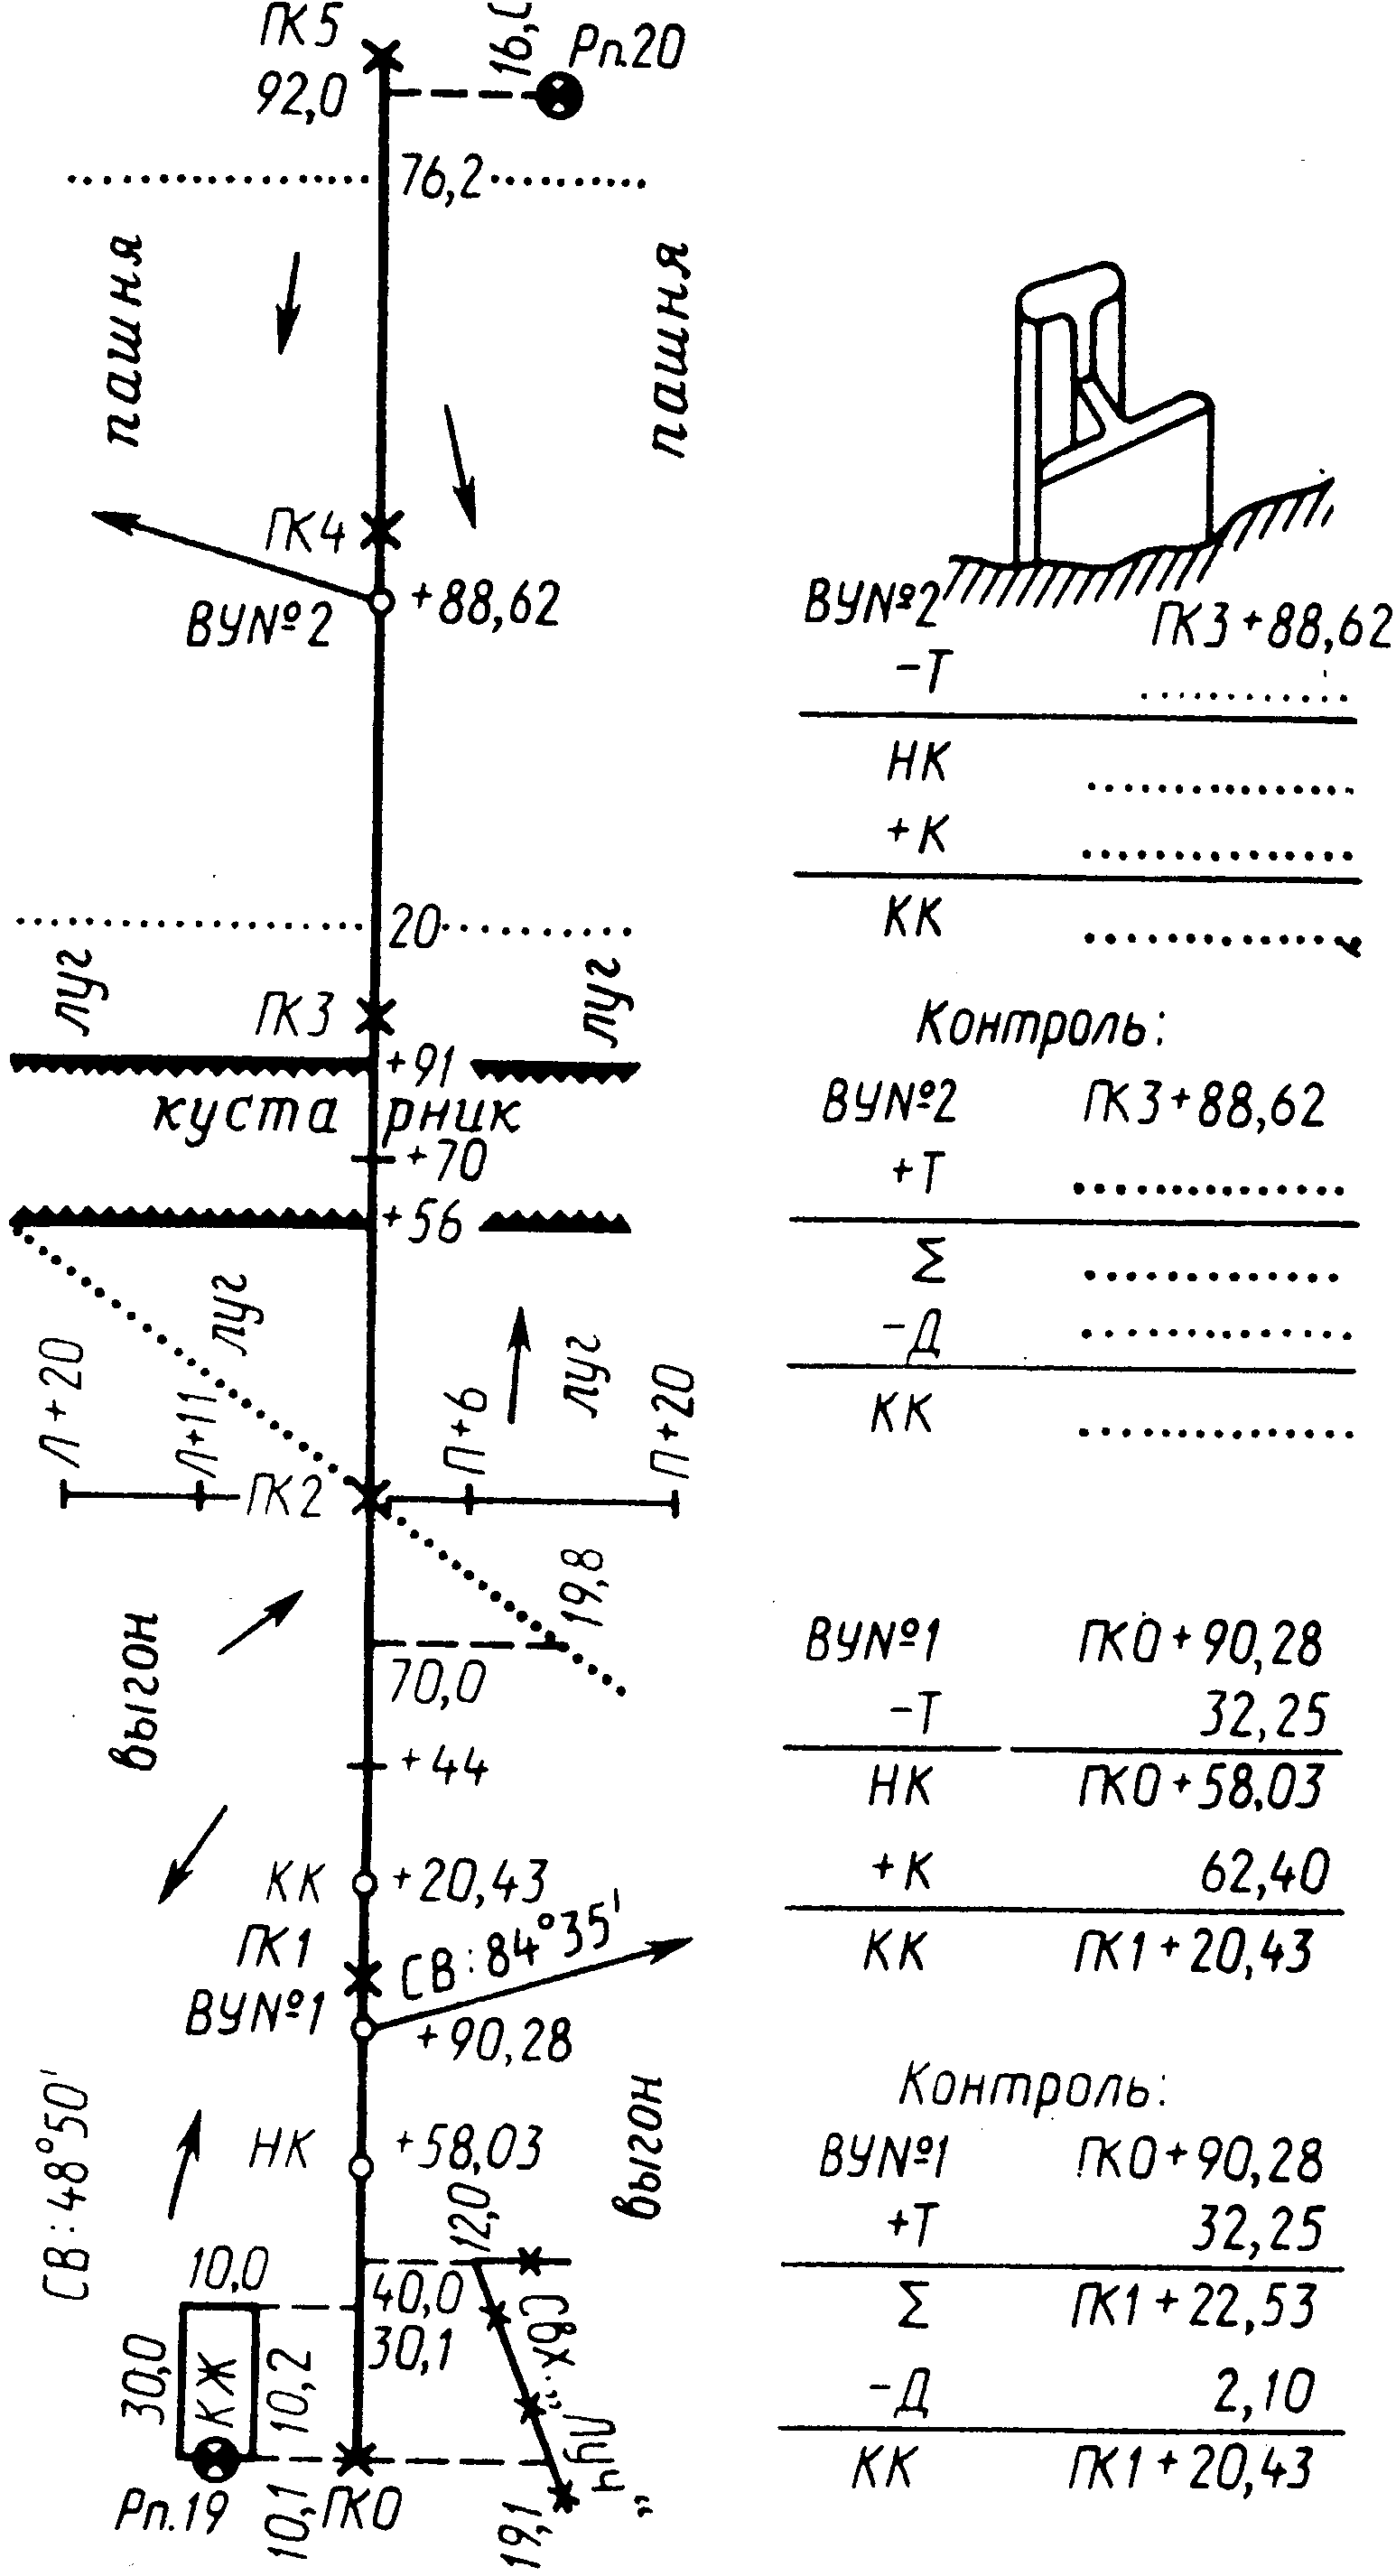 ПК5
16,0
Рп.20
92,0
76,2
пашня
пашня
ПК4
ВУ№2
+88,62
20
луг
луг
ПК3
+91
кустарник
+70
+56
луг
луг
Л+20
Л+11
ПК2
П+6
П+20
19,8
70,0
выгон
+44
КК
+20,43
ПК1
СВ:84°35'
ВУ№1
+90,28
СВ:48°50'
НК
+58,03
выгон
12,0
10,0
40,0
30,1
30,0
КЖ
10,2
Свх. „Луч”
Рп.19
10,1
ПК0
19,1
ВУ№2 ПК3+88,62
-Т ............
НК ............
+К ............
КК ............
Контроль:
ВУ№2 ПК3+88,62
+Т ............
Σ ............
-Д ............
КК ............
ВУ№1 ПК0+90,28
-Т 32,25
НК ПК0+58,03
+К 62,40
КК ПК1+20,43
Контроль:
ВУ№1 ПК0+90,28
+Т 32,25
Σ ПК1+22,53
-Д 2,10
КК ПК1+20,43